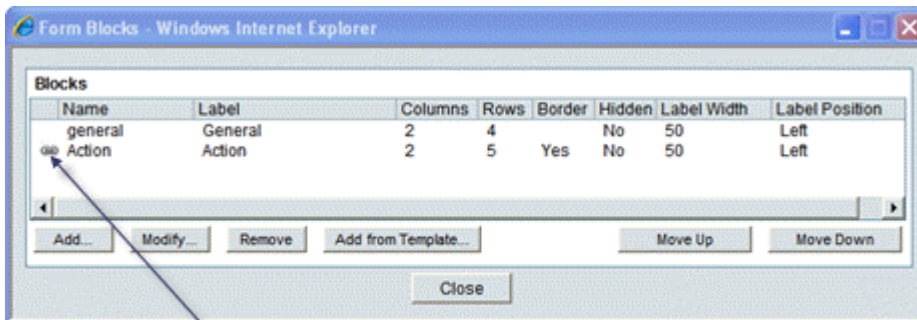 Form Blocks - Windows Internet Explorer
Blocks
Name Label Columns Rows Border Hidden Label Width Label Position
general General 2 4 No 50 Left
Action Action 2 5 Yes No 50 Left
Add... Modify... Remove Add from Template... Move Up Move Down
Close